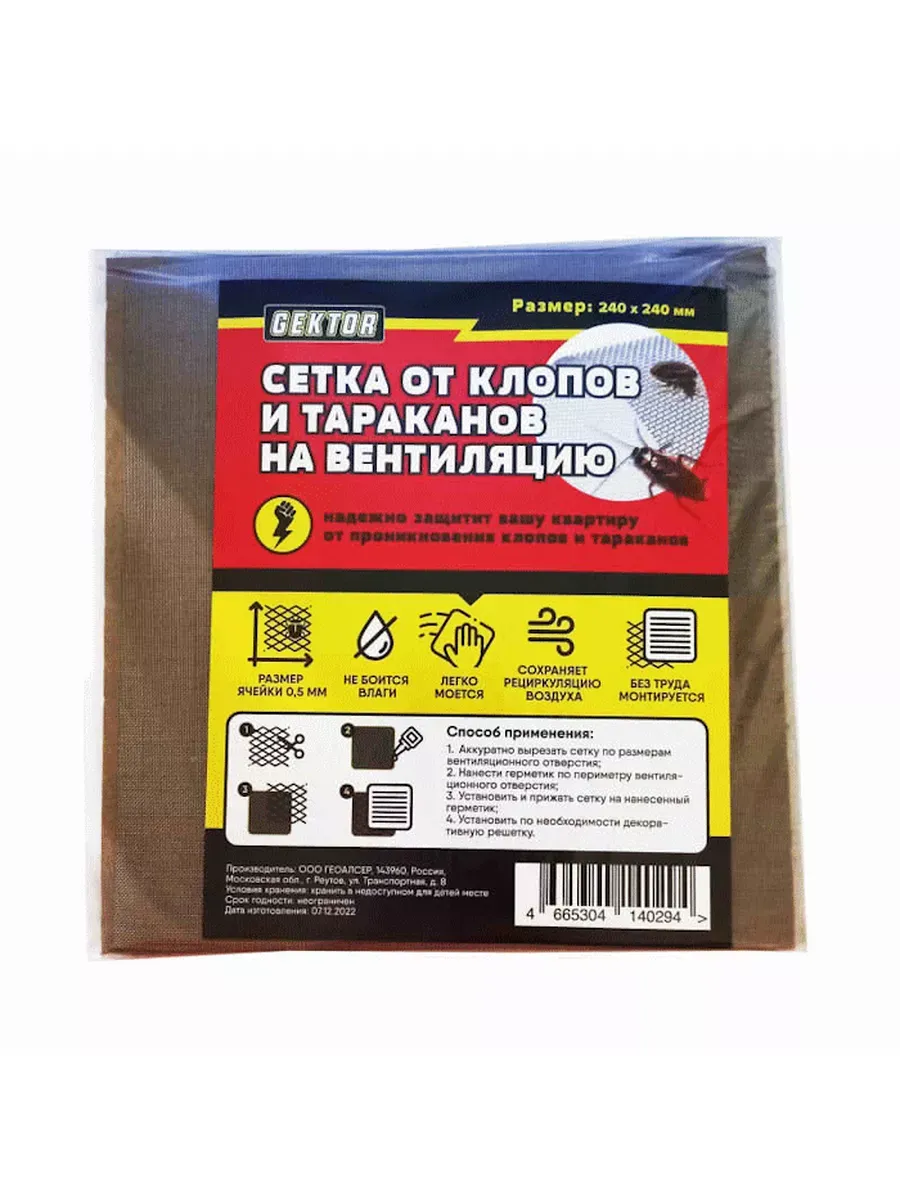 GEKTOR
Размер: 240 х 240 мм
СЕТКА ОТ КЛОПОВ
И ТАРАКАНОВ
НА ВЕНТИЛЯЦИЮ
надежно защитит вашу квартиру
от проникновения клопов и тараканов
РАЗМЕР
ЯЧЕЙКИ 0,5 ММ
НЕ БОИТСЯ
ВЛАГИ
ЛЕГКО
МОЕТСЯ
СОХРАНЯЕТ
РЕЦИРКУЛЯЦИЮ
ВОЗДУХА
БЕЗ ТРУДА
МОНТИРУЕТСЯ
1
2
3
4
Способ применения:
1. Аккуратно вырезать сетку по размерам
вентиляционного отверстия;
2. Нанести герметик по периметру вентиля-
ционного отверстия;
3. Установить и прижать сетку на нанесенный
герметик;
4. Установить по необходимости декора-
тивную решетку.
Производитель: ООО ГЕОАЛСЕР, 143960, Россия,
Московская обл., г. Реутов, ул. Транспортная, д. 8
Условия хранения: хранить в недоступном для детей месте
Срок годности: неограничен
Дата изготовления: 07.12.2022
4 665304 140294 >